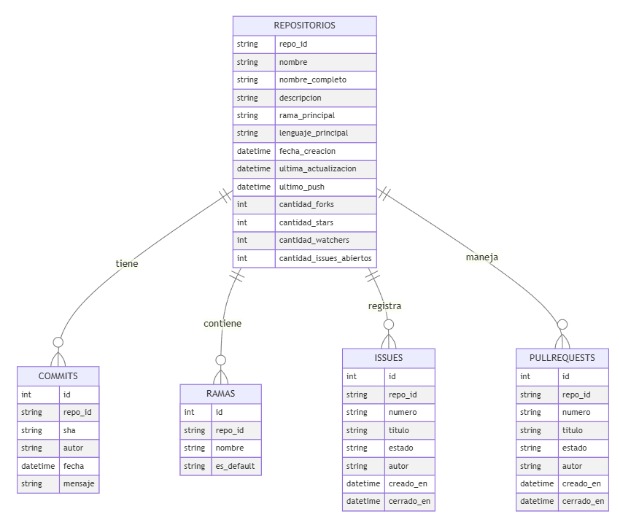 REPOSITORIOS
string repo_id
string nombre
string nombre_completo
string descripcion
string rama_principal
string lenguaje_principal
datetime fecha_creacion
datetime ultima_actualizacion
datetime ultimo_push
int cantidad_forks
int cantidad_stars
int cantidad_watchers
int cantidad_issues_abiertos
tiene
contiene
registra
maneja
COMMITS
int id
string repo_id
string sha
string autor
datetime fecha
string mensaje
RAMAS
int id
string repo_id
string nombre
string es_default
ISSUES
int id
string repo_id
string numero
string titulo
string estado
string autor
datetime creado_en
datetime cerrado_en
PULLREQUESTS
int id
string repo_id
string numero
string titulo
string estado
string autor
datetime creado_en
datetime cerrado_en